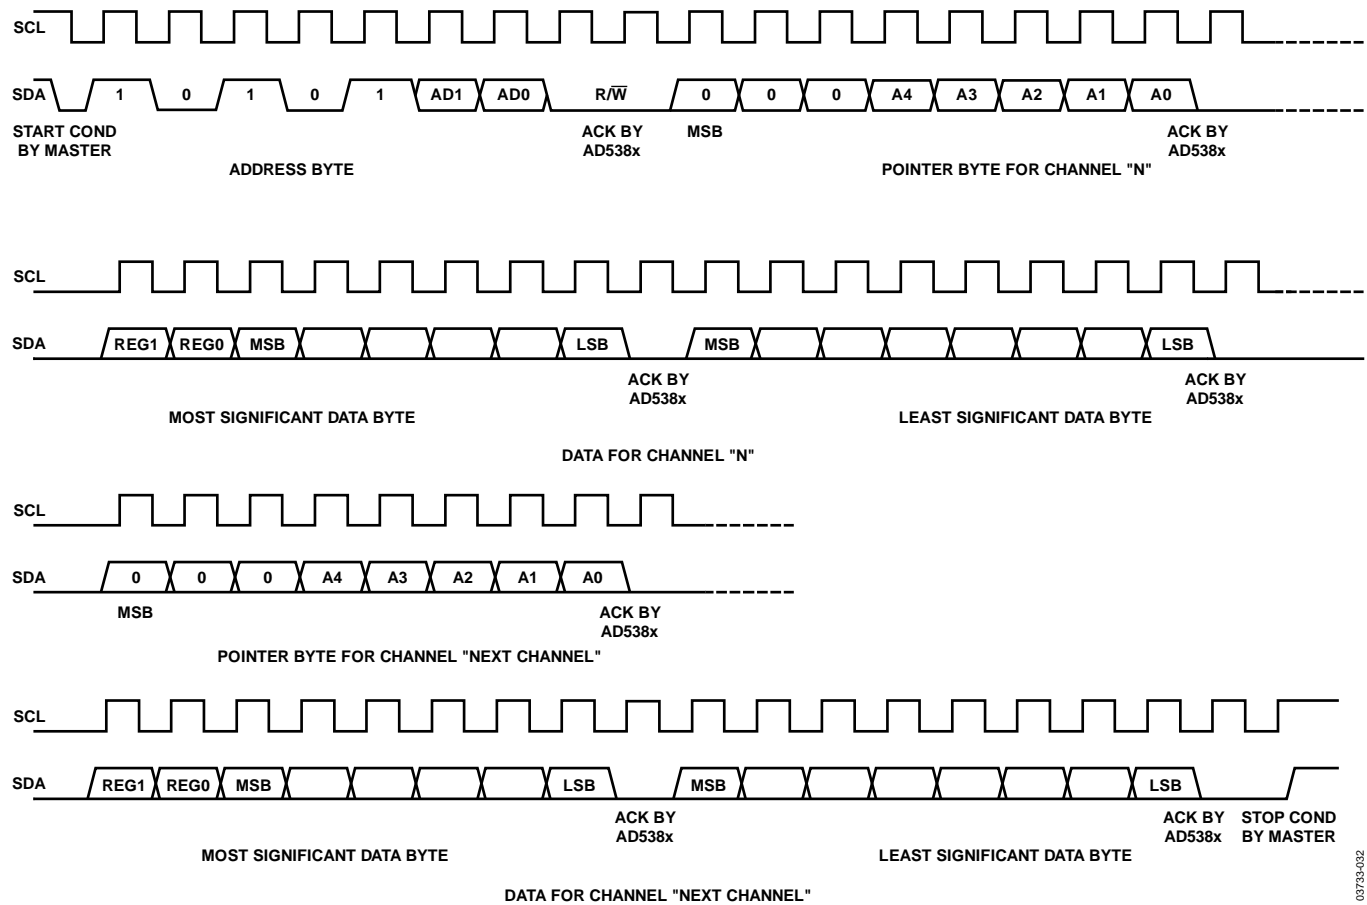 SCL
SDA 1 0 1 0 1 AD1 AD0 R/W̅ 0 0 0 A4 A3 A2 A1 A0
START COND BY MASTER
ACK BY AD538x
MSB
ACK BY AD538x
ADDRESS BYTE
POINTER BYTE FOR CHANNEL "N"
SCL
SDA REG1 REG0 MSB LSB MSB LSB
ACK BY AD538x
ACK BY AD538x
MOST SIGNIFICANT DATA BYTE
LEAST SIGNIFICANT DATA BYTE
DATA FOR CHANNEL "N"
SCL
SDA 0 0 0 A4 A3 A2 A1 A0
MSB
ACK BY AD538x
POINTER BYTE FOR CHANNEL "NEXT CHANNEL"
SCL
SDA REG1 REG0 MSB LSB MSB LSB
ACK BY AD538x
ACK BY AD538x
STOP COND BY MASTER
MOST SIGNIFICANT DATA BYTE
LEAST SIGNIFICANT DATA BYTE
DATA FOR CHANNEL "NEXT CHANNEL"
03733-032